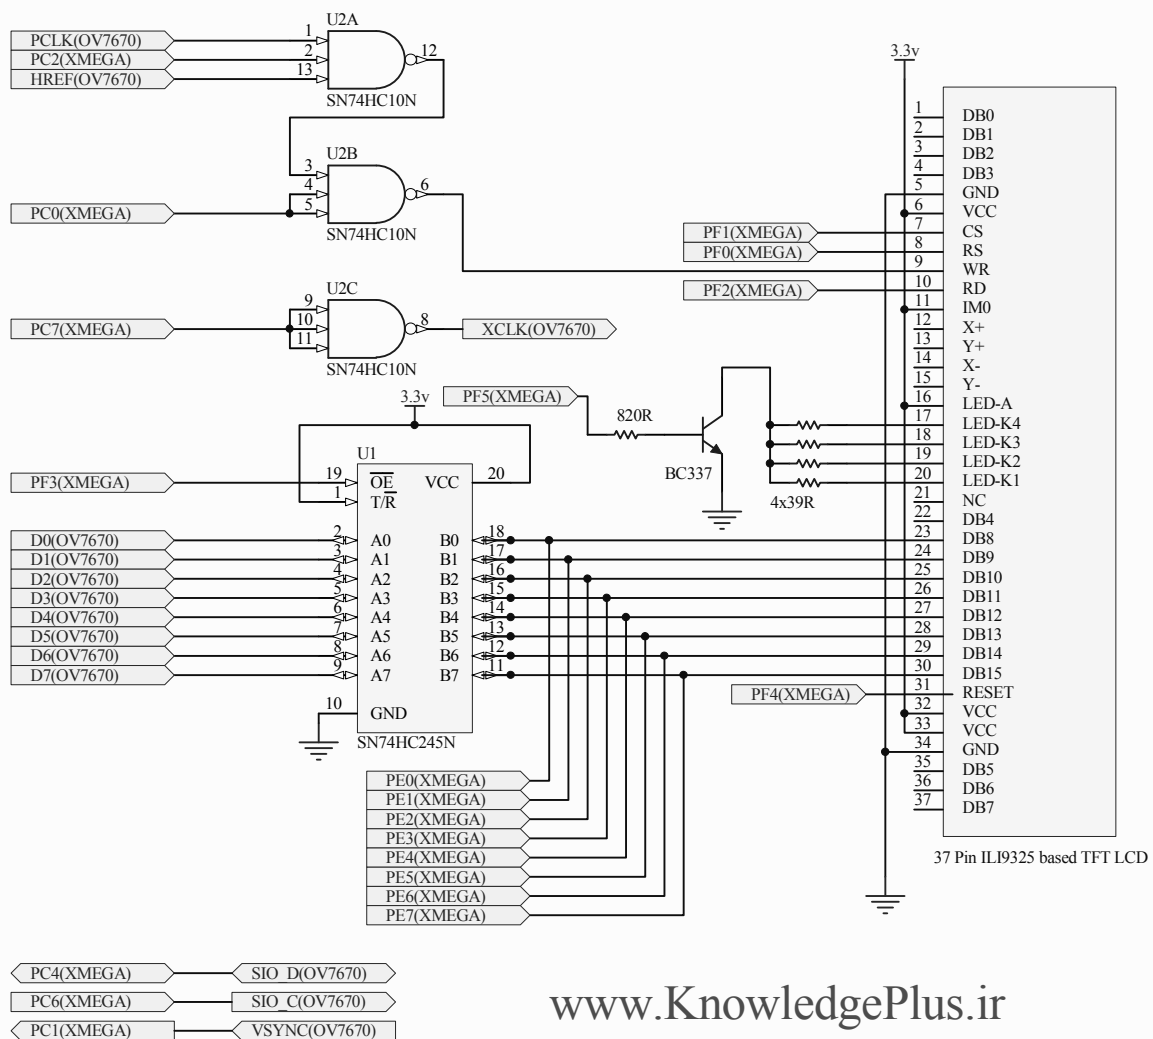 U2A
PCLK(OV7670)
PC2(XMEGA)
HREF(OV7670)
1
2
13
12
SN74HC10N
U2B
PC0(XMEGA)
3
4
5
6
SN74HC10N
U2C
PC7(XMEGA)
9
10
11
8
XCLK(OV7670)
SN74HC10N
3.3v
PF5(XMEGA)
820R
BC337
4x39R
U1
PF3(XMEGA)
19 OE VCC 20
1 T/R
D0(OV7670) 2 A0 B0 18
D1(OV7670) 3 A1 B1 17
D2(OV7670) 4 A2 B2 16
D3(OV7670) 5 A3 B3 15
D4(OV7670) 6 A4 B4 14
D5(OV7670) 7 A5 B5 13
D6(OV7670) 8 A6 B6 12
D7(OV7670) 9 A7 B7 11
10 GND
SN74HC245N
PE0(XMEGA)
PE1(XMEGA)
PE2(XMEGA)
PE3(XMEGA)
PE4(XMEGA)
PE5(XMEGA)
PE6(XMEGA)
PE7(XMEGA)
3.3v
PF1(XMEGA)
PF0(XMEGA)
PF2(XMEGA)
PF4(XMEGA)
1 DB0
2 DB1
3 DB2
4 DB3
5 GND
6 VCC
7 CS
8 RS
9 WR
10 RD
11 IM0
12 X+
13 Y+
14 X-
15 Y-
16 LED-A
17 LED-K4
18 LED-K3
19 LED-K2
20 LED-K1
21 NC
22 DB4
23 DB8
24 DB9
25 DB10
26 DB11
27 DB12
28 DB13
29 DB14
30 DB15
31 RESET
32 VCC
33 VCC
34 GND
35 DB5
36 DB6
37 DB7
37 Pin ILI9325 based TFT LCD
PC4(XMEGA) SIO_D(OV7670)
PC6(XMEGA) SIO_C(OV7670)
PC1(XMEGA) VSYNC(OV7670)
www.KnowledgePlus.ir